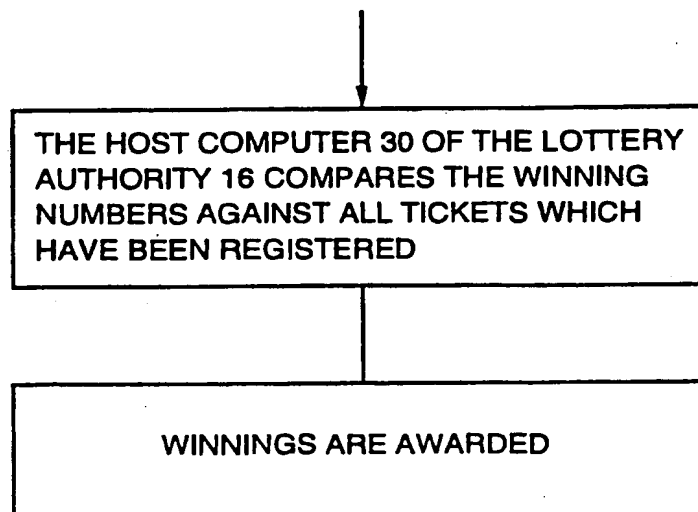 THE HOST COMPUTER 30 OF THE LOTTERY
AUTHORITY 16 COMPARES THE WINNING
NUMBERS AGAINST ALL TICKETS WHICH
HAVE BEEN REGISTERED
WINNINGS ARE AWARDED